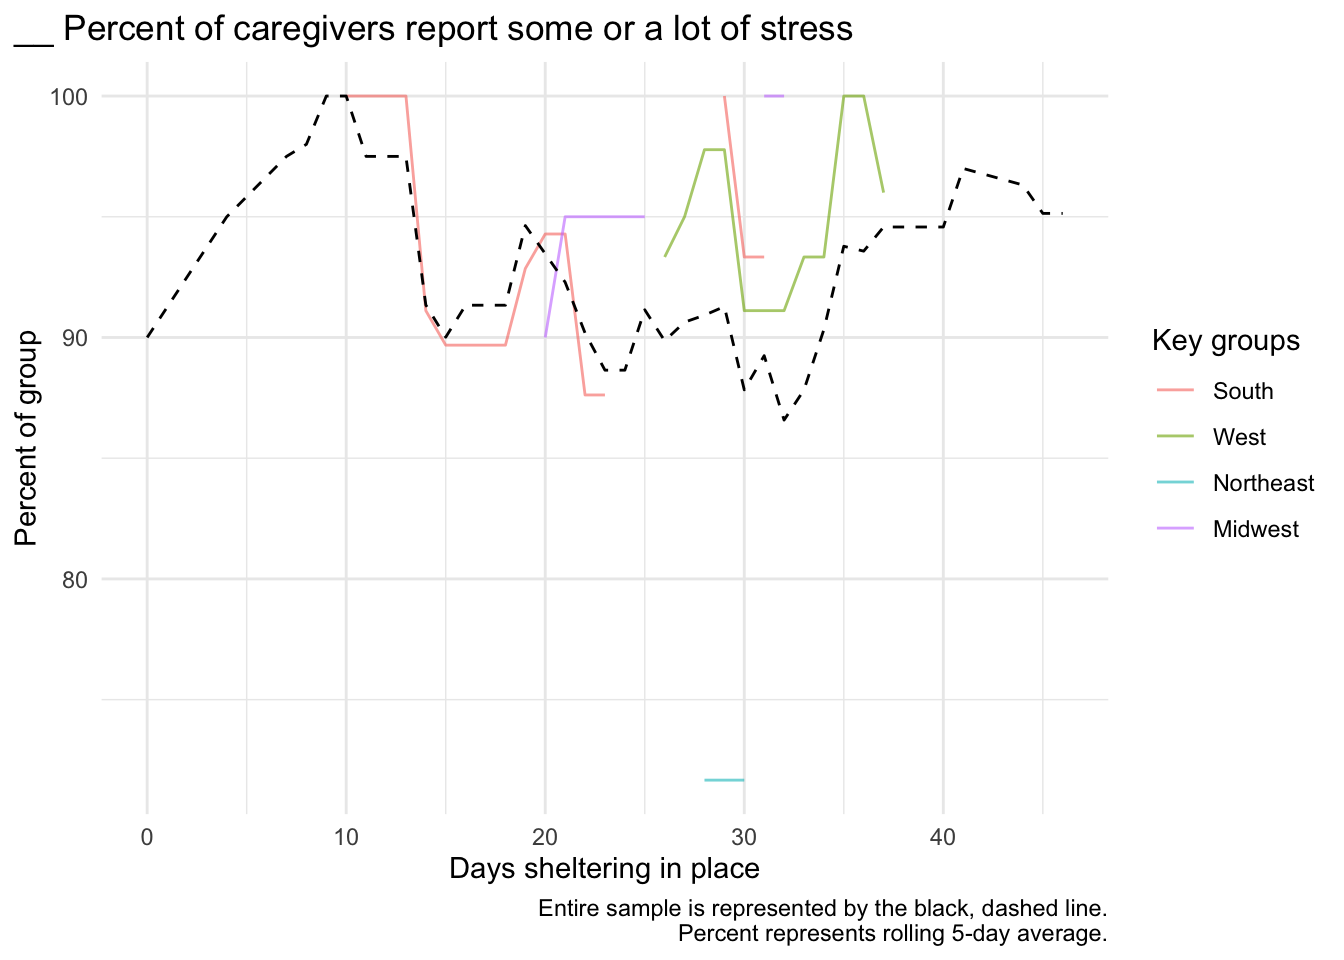 __ Percent of caregivers report some or a lot of stress
100
90
80
Percent of group
0 10 20 30 40
Days sheltering in place
Key groups
South
West
Northeast
Midwest
Entire sample is represented by the black, dashed line.
Percent represents rolling 5-day average.